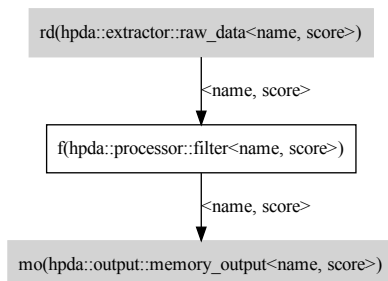 rd(hpda::extractor::raw_data<name, score>)
<name, score>
f(hpda::processor::filter<name, score>)
<name, score>
mo(hpda::output::memory_output<name, score>)